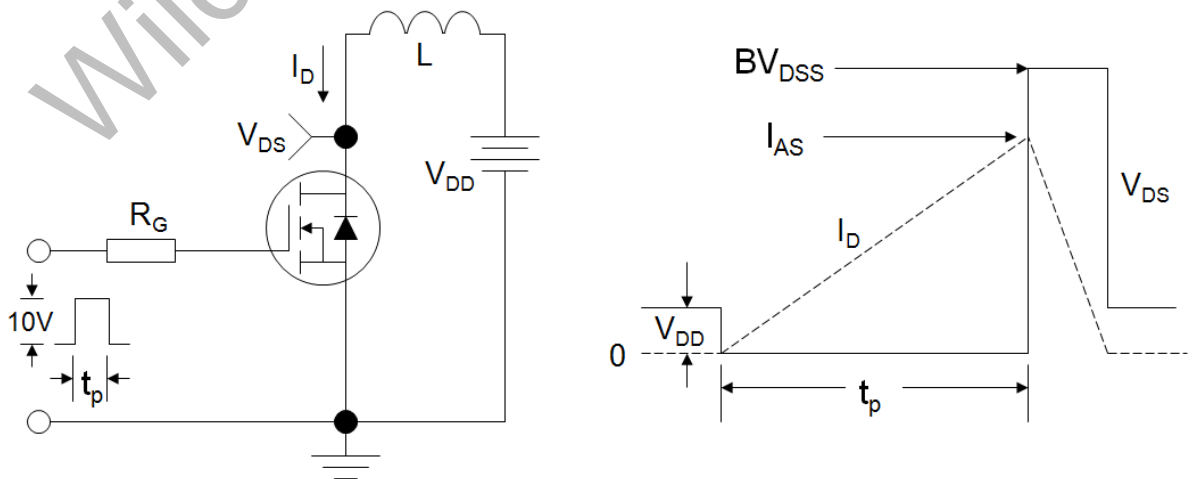 L
I_D
V_DS
V_DD
R_G
10V
t_p
BV_DSS
I_AS
V_DS
I_D
V_DD
0
t_p